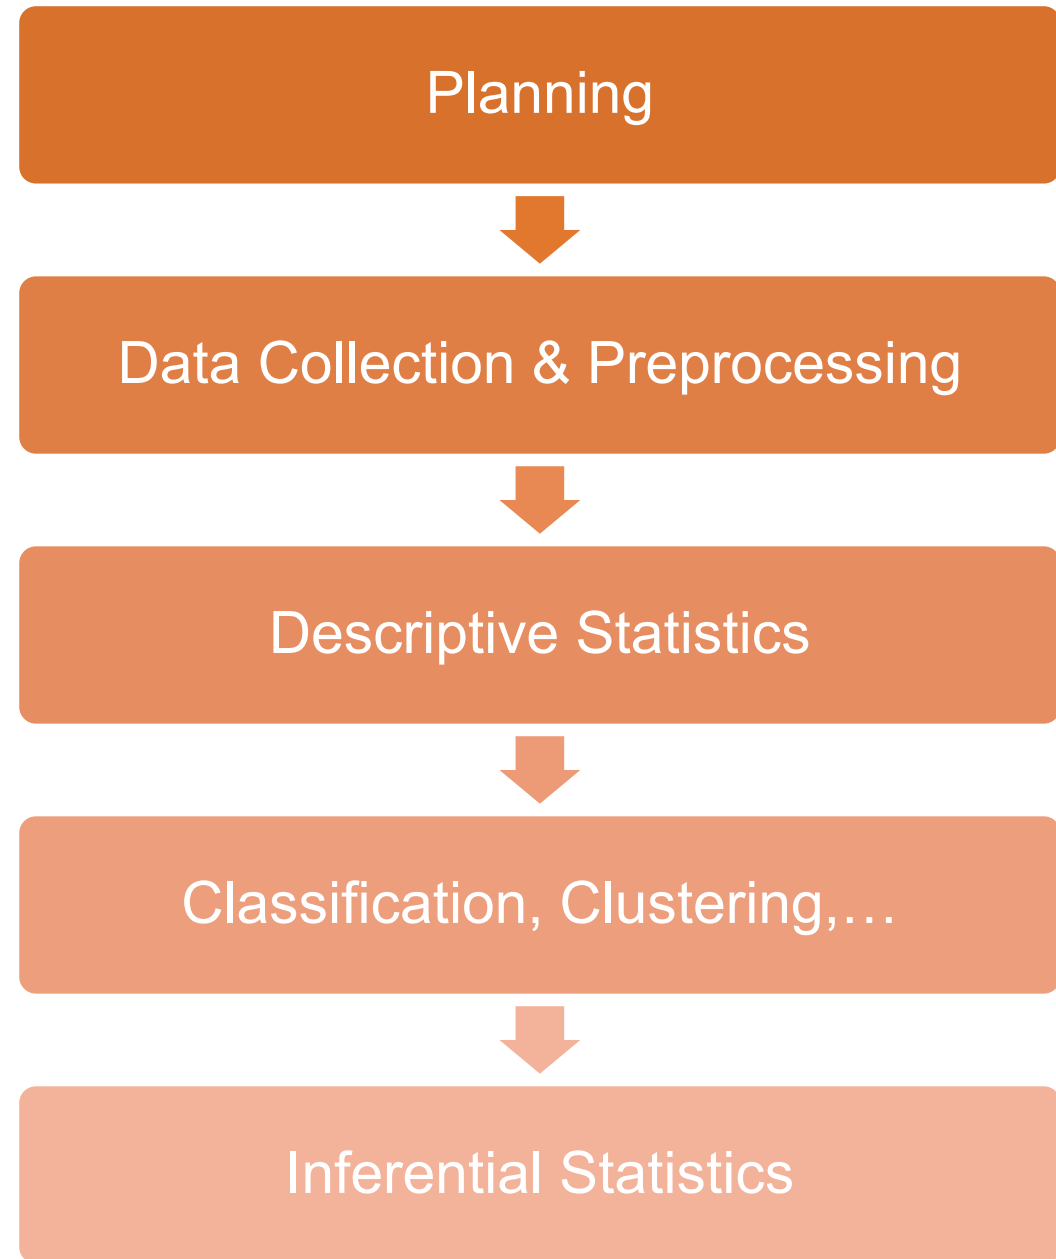 Planning
Data Collection & Preprocessing
Descriptive Statistics
Classification, Clustering,…
Inferential Statistics